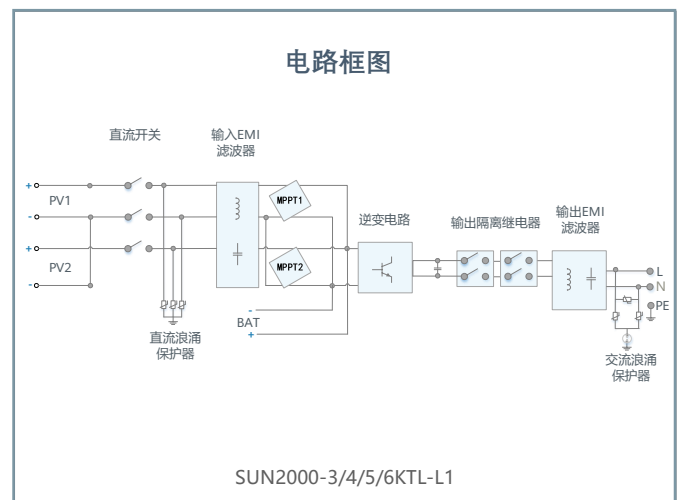 电路框图
直流开关
输入EMI
滤波器
+
PV1
-
+
PV2
-
MPPT1
MPPT2
逆变电路
输出隔离继电器
输出EMI
滤波器
L
N
PE
-
BAT
+
直流浪涌
保护器
交流浪涌
保护器
SUN2000-3/4/5/6KTL-L1